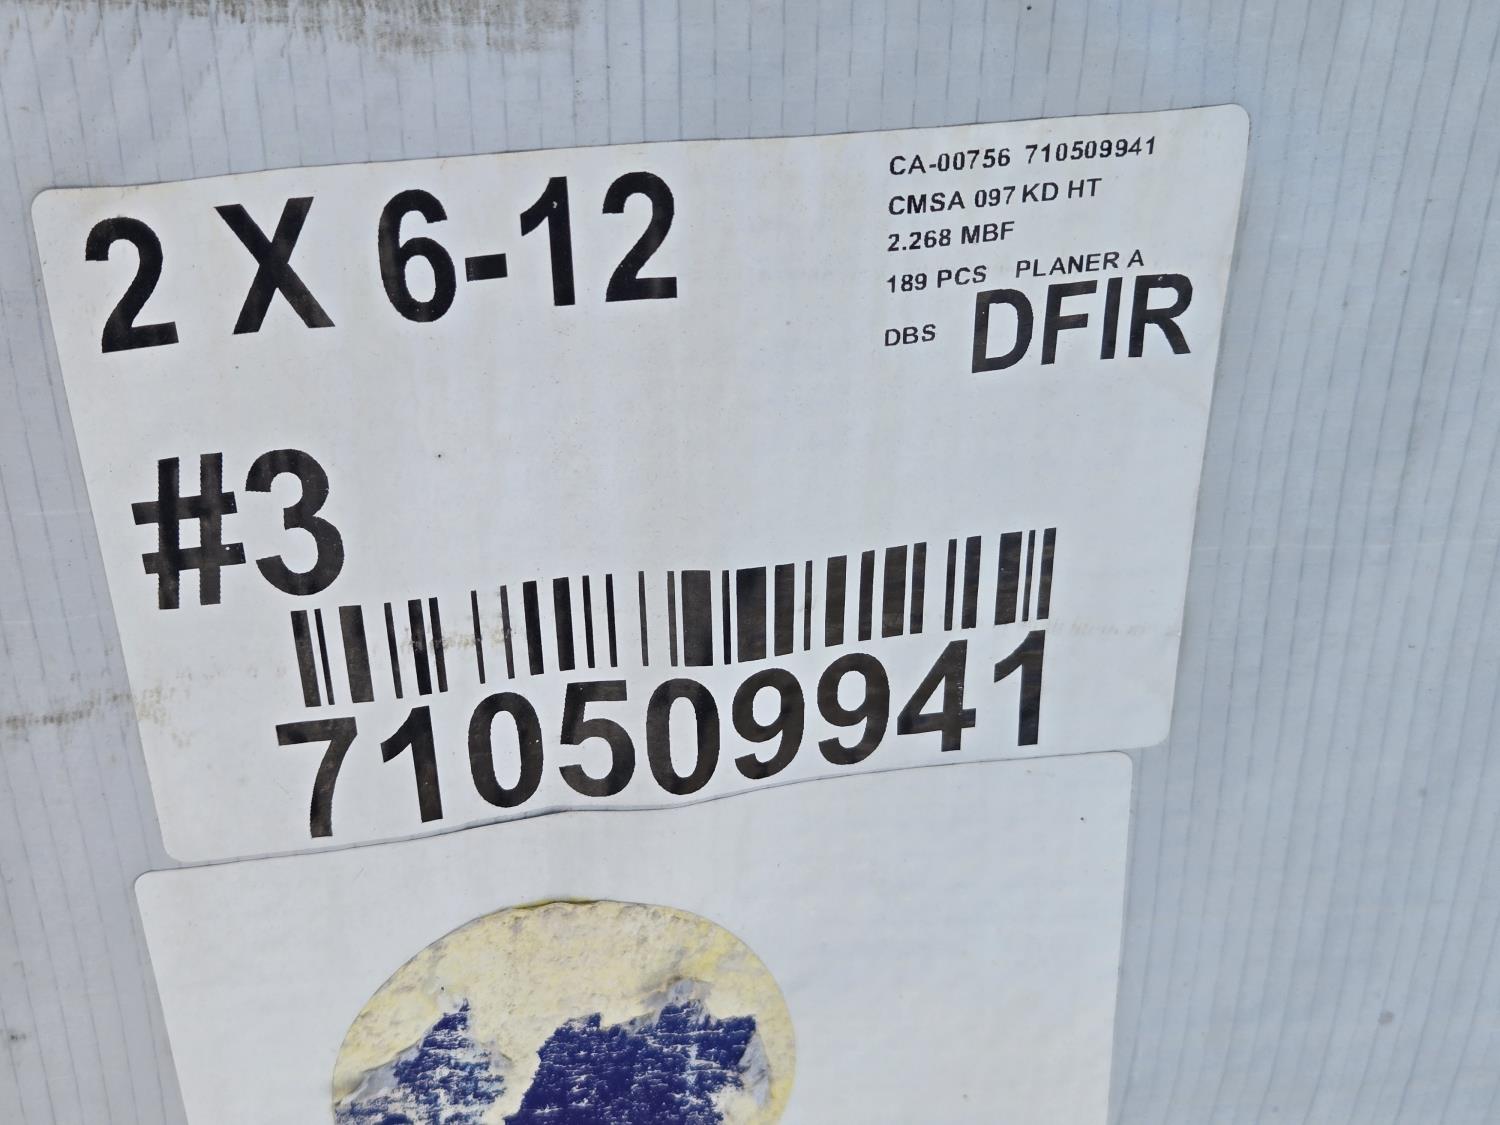 2 X 6-12
CA-00756 710509941
CMSA 097 KD HT
2.268 MBF
189 PCS PLANER A
DBS DFIR
#3
710509941